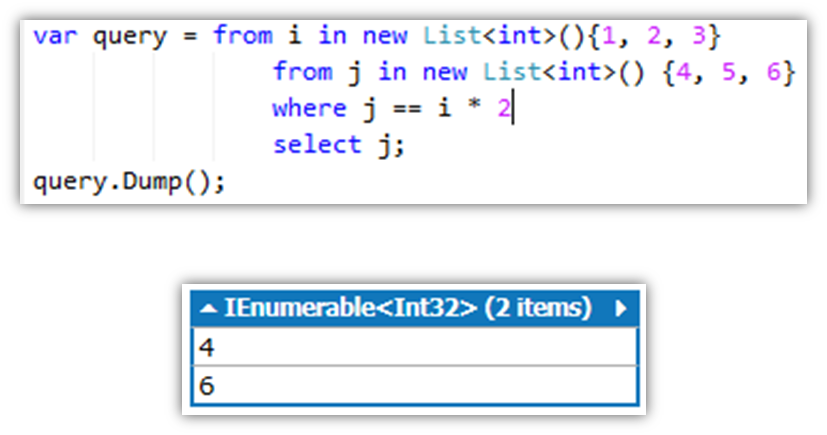 var query = from i in new List<int>(){1, 2, 3}
from j in new List<int>() {4, 5, 6}
where j == i * 2
select j;
query.Dump();
IEnumerable<Int32> (2 items)
4
6